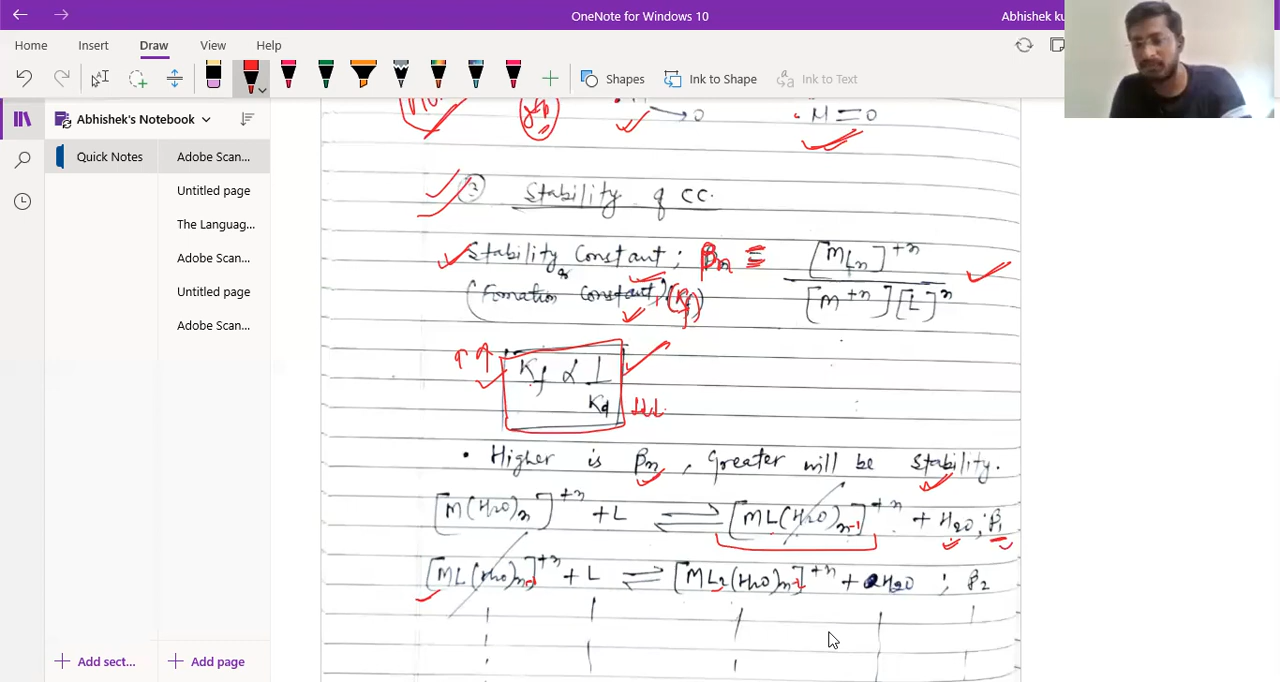 OneNote for Windows 10
Abhishek ku
Home Insert Draw View Help
Shapes Ink to Shape Ink to Text
Abhishek's Notebook
Quick Notes
Adobe Scan...
Untitled page
The Languag...
Adobe Scan...
Untitled page
Adobe Scan...
Add sect...
Add page
M → O
M = O
③ Stability of CC.
Stability Constant ; βn = [MLn]+n / [M+n][L]n
or
(Formation Constant) (Kf)
↑↑ Kf α 1/Kd ↓↓↓
• Higher is βn, Greater will be Stability.
[M(H2O)n]+n + L ⇌ [ML(H2O)n-1]+n + H2O ; β1
[ML(H2O)n-1]+n + L ⇌ [ML2(H2O)n-2]+n + H2O ; β2